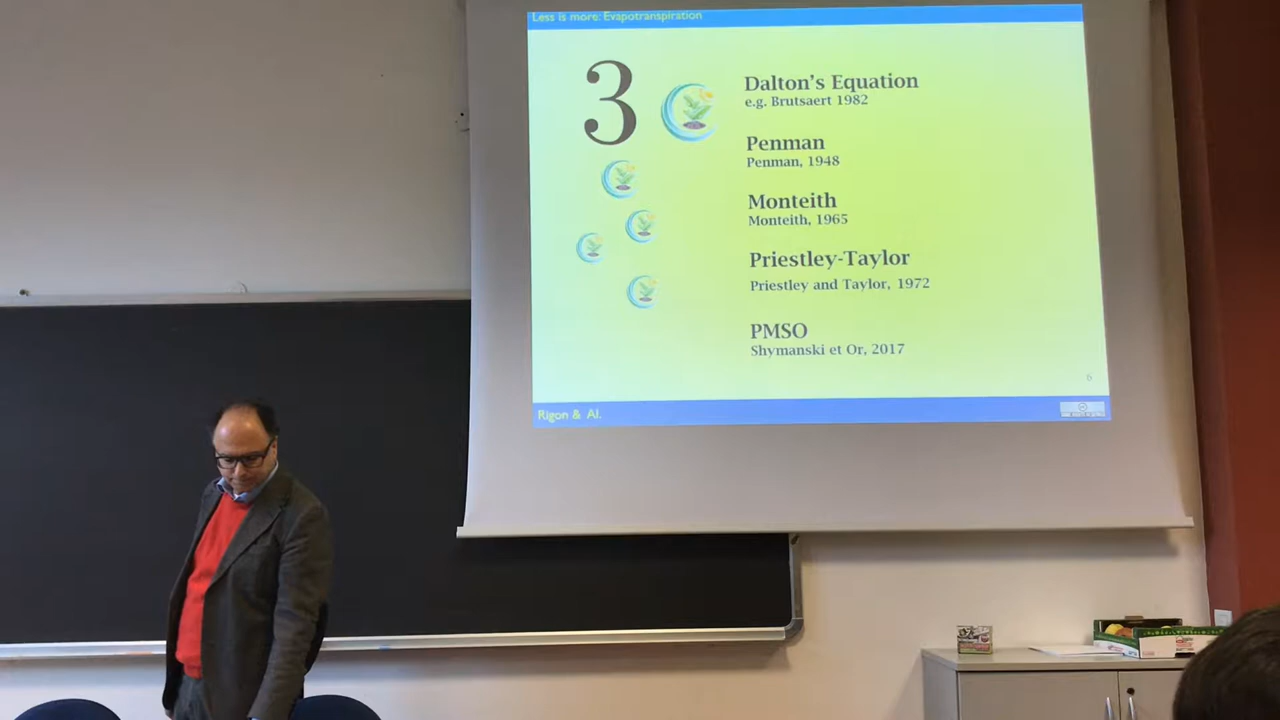 Less is more: Evapotranspiration
3
Dalton's Equation
e.g. Brutsaert 1982
Penman
Penman, 1948
Monteith
Monteith, 1965
Priestley-Taylor
Priestley and Taylor, 1972
PMSO
Shymanski et Or, 2017
6
Rigon & Al.